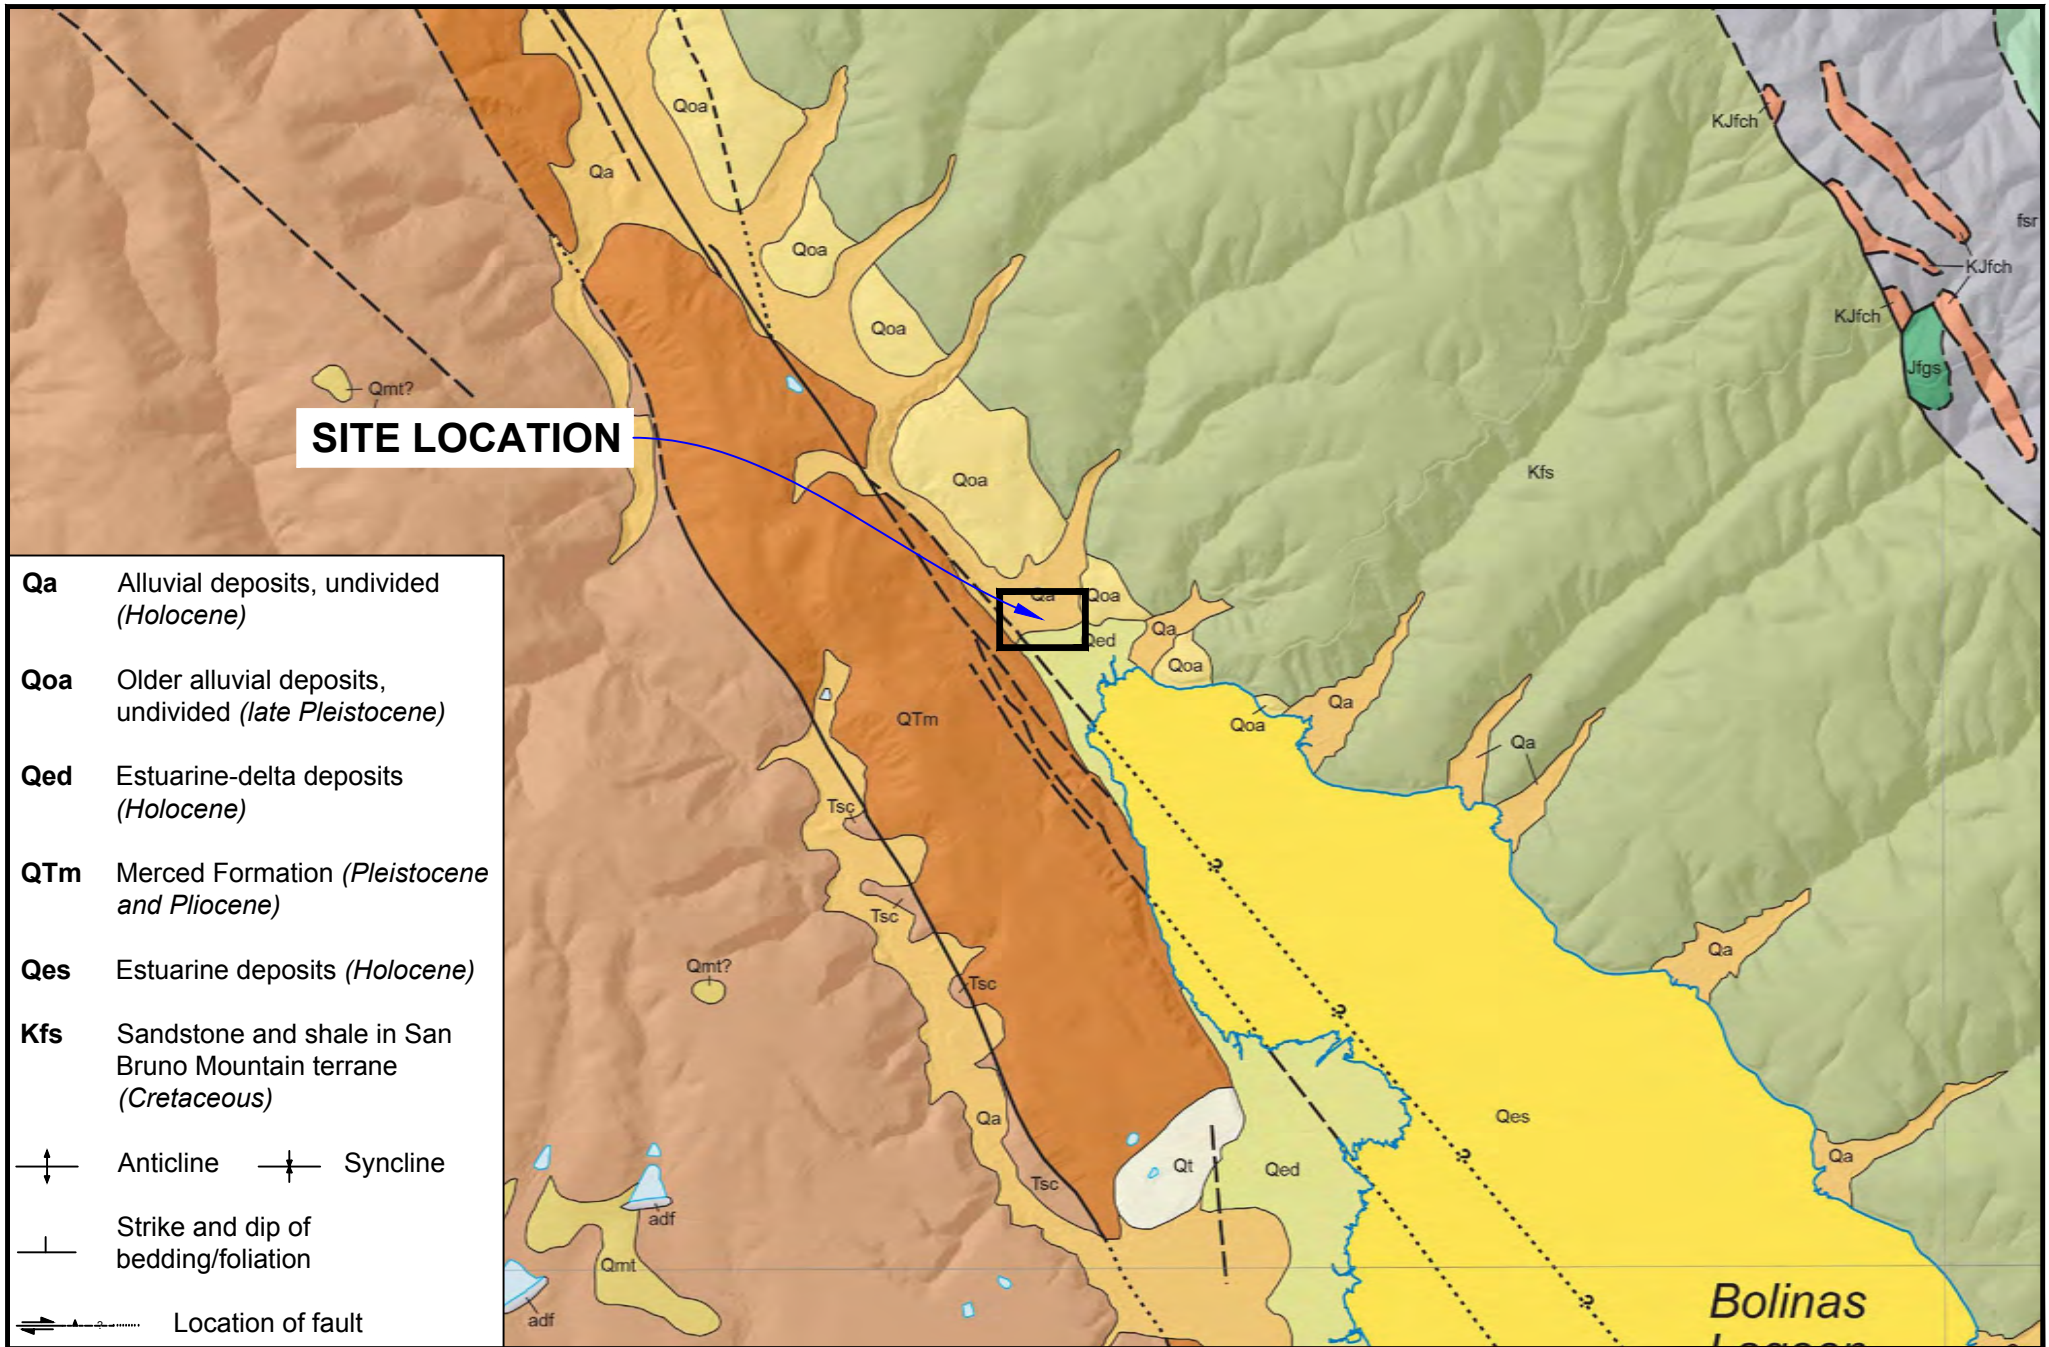 Qoa
KJfch
Qa
fsr
Qoa
KJfch
KJfch
Qoa
Jfgs
Qmt?
SITE LOCATION
Kfs
Qoa
Qa
Qoa
Qa
Qed
Qoa
Qa
Qoa
QTm
Qa
Tsc
?
Tsc
Qa
Qmt?
Tsc
?
Qa
Qes
?
Qa
Qt
Qed
Tsc
adf
Qmt
?
adf
Bolinas
Lagoon
Qa Alluvial deposits, undivided
(Holocene)
Qoa Older alluvial deposits,
undivided (late Pleistocene)
Qed Estuarine-delta deposits
(Holocene)
QTm Merced Formation (Pleistocene
and Pliocene)
Qes Estuarine deposits (Holocene)
Kfs Sandstone and shale in San
Bruno Mountain terrane
(Cretaceous)
Anticline Syncline
Strike and dip of
bedding/foliation
? Location of fault